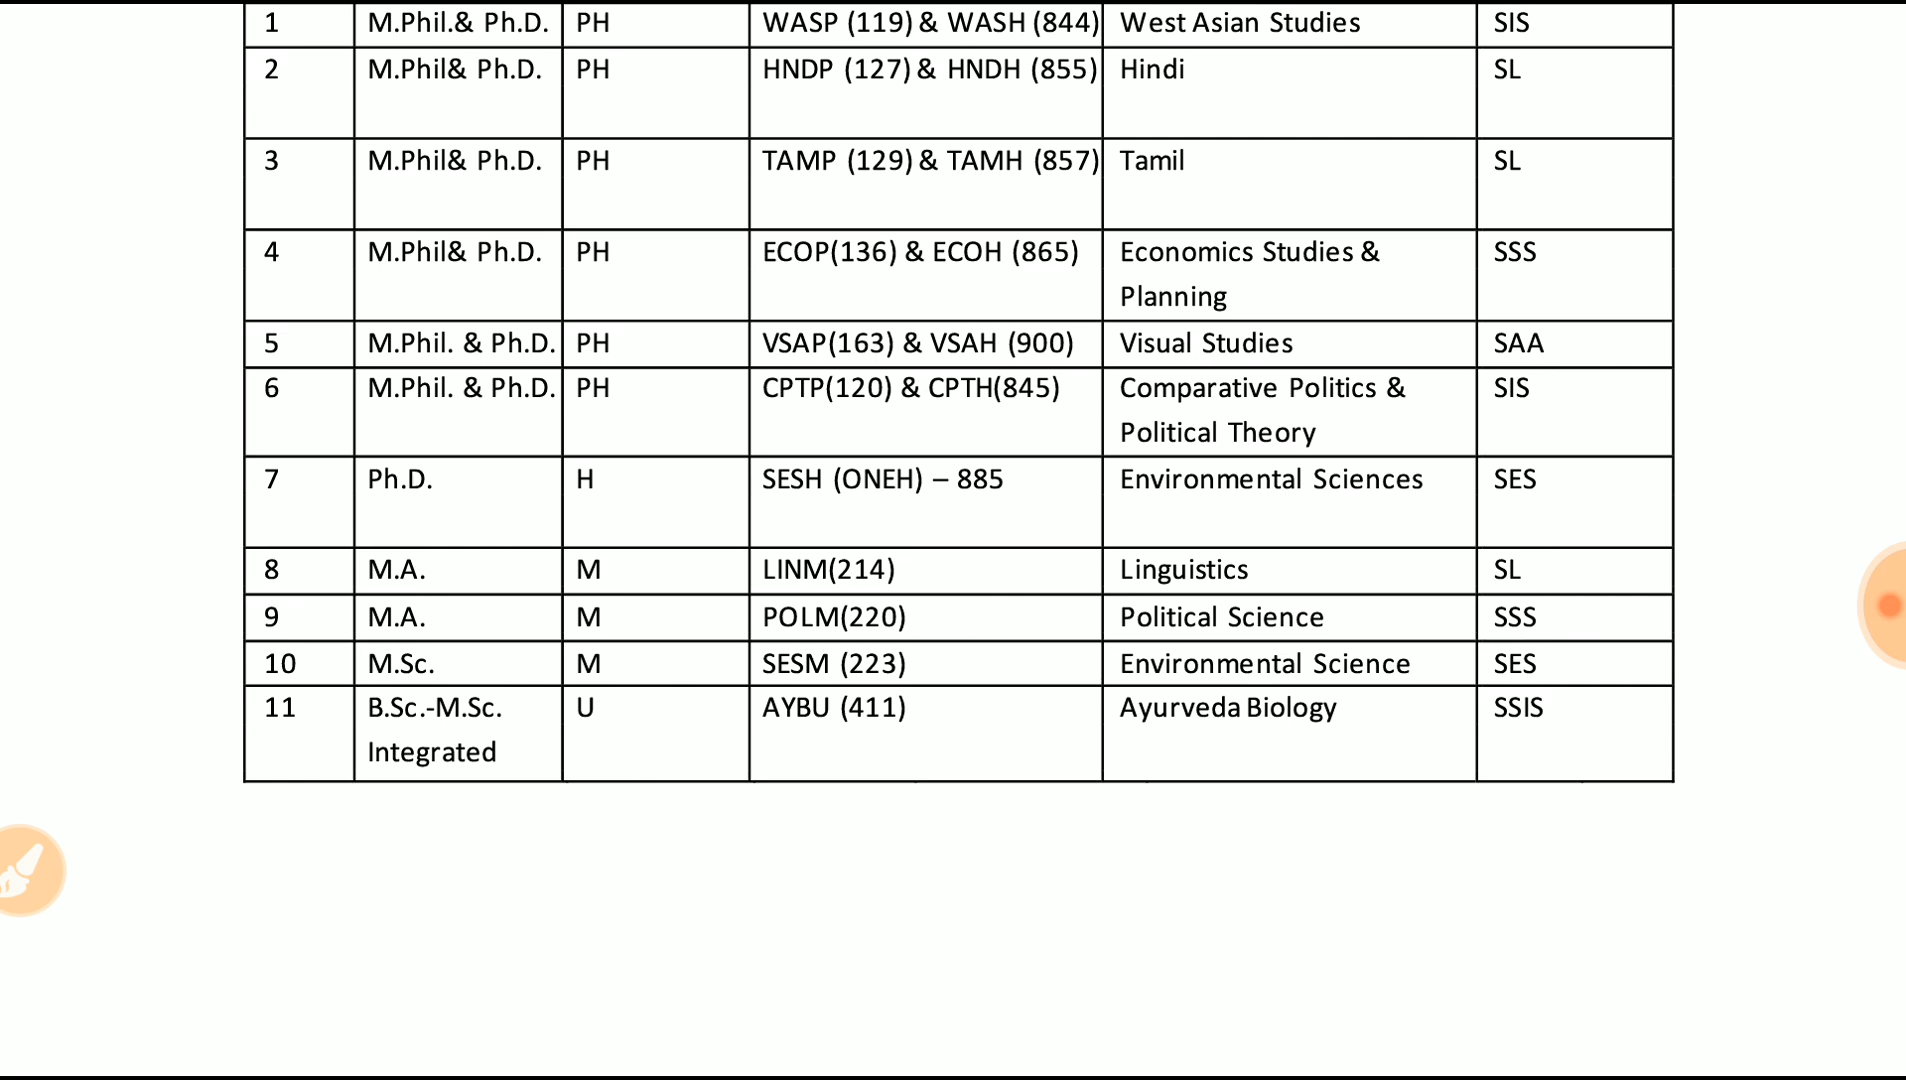 1 M.Phil.& Ph.D. PH WASP (119) & WASH (844) West Asian Studies SIS
2 M.Phil& Ph.D. PH HNDP (127) & HNDH (855) Hindi SL
3 M.Phil& Ph.D. PH TAMP (129) & TAMH (857) Tamil SL
4 M.Phil& Ph.D. PH ECOP(136) & ECOH (865) Economics Studies & SSS
Planning
5 M.Phil. & Ph.D. PH VSAP(163) & VSAH (900) Visual Studies SAA
6 M.Phil. & Ph.D. PH CPTP(120) & CPTH(845) Comparative Politics & SIS
Political Theory
7 Ph.D. H SESH (ONEH) – 885 Environmental Sciences SES
8 M.A. M LINM(214) Linguistics SL
9 M.A. M POLM(220) Political Science SSS
10 M.Sc. M SESM (223) Environmental Science SES
11 B.Sc.-M.Sc. U AYBU (411) Ayurveda Biology SSIS
Integrated